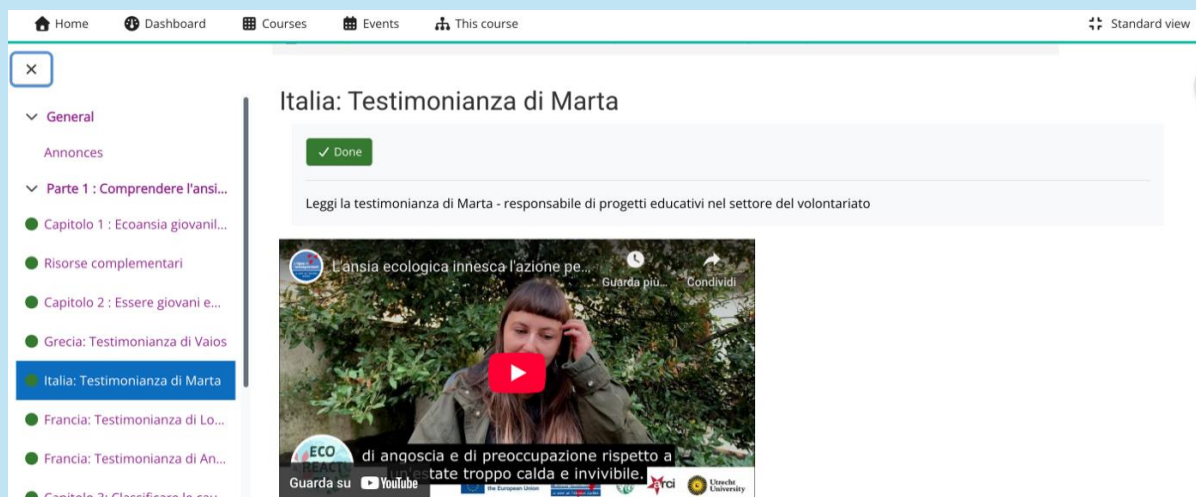 Home Dashboard Courses Events This course Standard view
General
Annonces
Parte 1 : Comprendere l'ansi...
Capitolo 1 : Ecoansia giovanil...
Risorse complementari
Capitolo 2 : Essere giovani e...
Grecia: Testimonianza di Vaios
Italia: Testimonianza di Marta
Francia: Testimonianza di Lo...
Francia: Testimonianza di An...
Italia: Testimonianza di Marta
Done
Leggi la testimonianza di Marta - responsabile di progetti educativi nel settore del volontariato
L'ansia ecologica innesca l'azione pe...
Guarda più... Condividi
ECO
REACT
di angoscia e di preoccupazione rispetto a
un'estate troppo calda e invivibile.
Guarda su YouTube
the European Union
arci
Utrecht
University